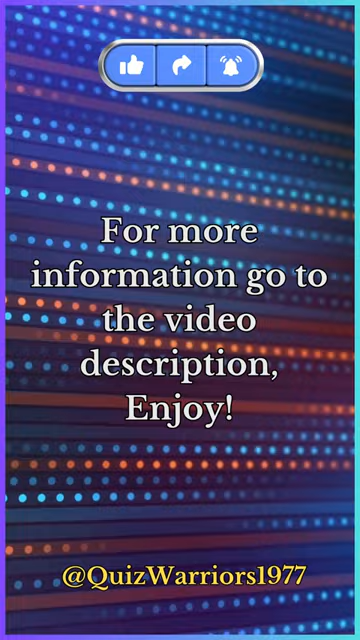 For more
information go to
the video
description,
Enjoy!
@QuizWarriors1977